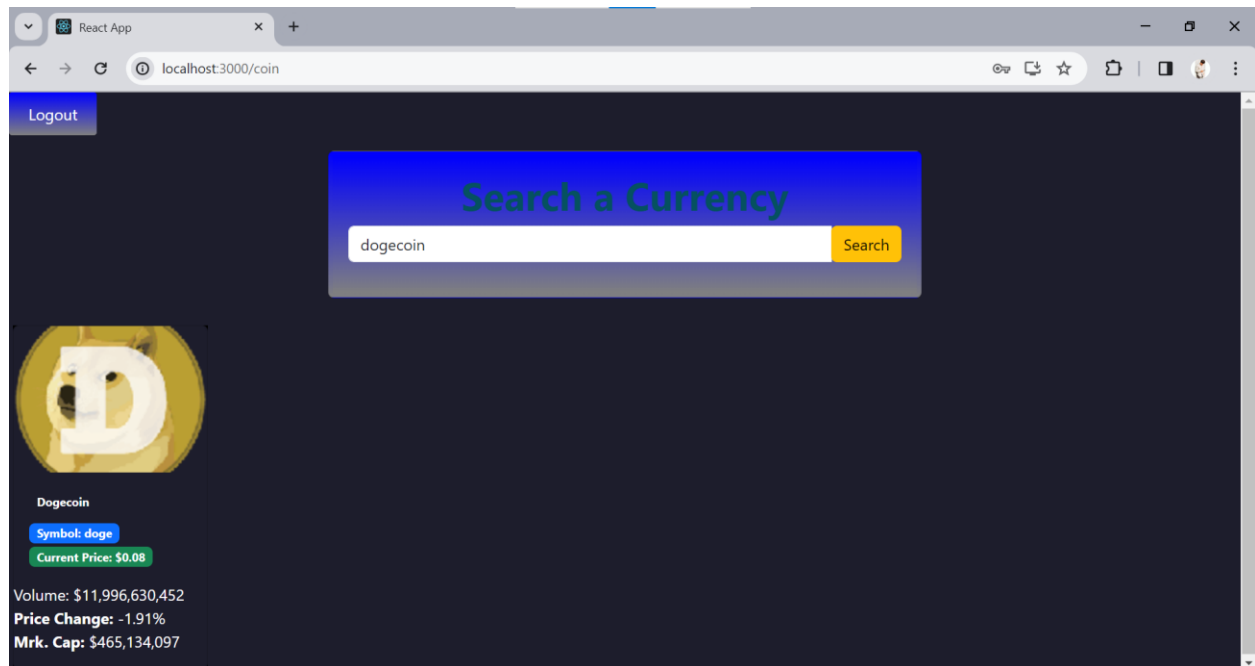 React App
localhost:3000/coin
Logout
Search a Currency
dogecoin Search
D
Dogecoin
Symbol: doge
Current Price: $0.08
Volume: $11,996,630,452
Price Change: -1.91%
Mrk. Cap: $465,134,097